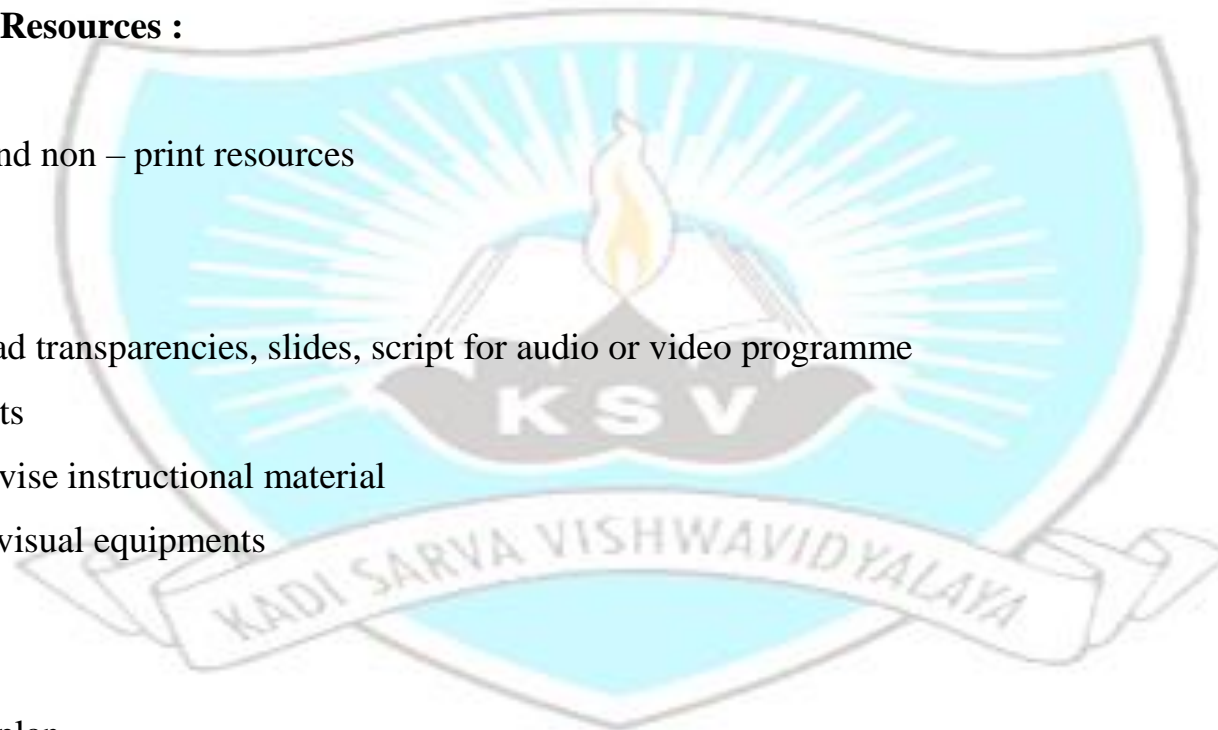 Resources :
nd non – print resources
ad transparencies, slides, script for audio or video programme
ts
KSV
vise instructional material
visual equipments
KADI SARVA VISHWAVIDYALAYA